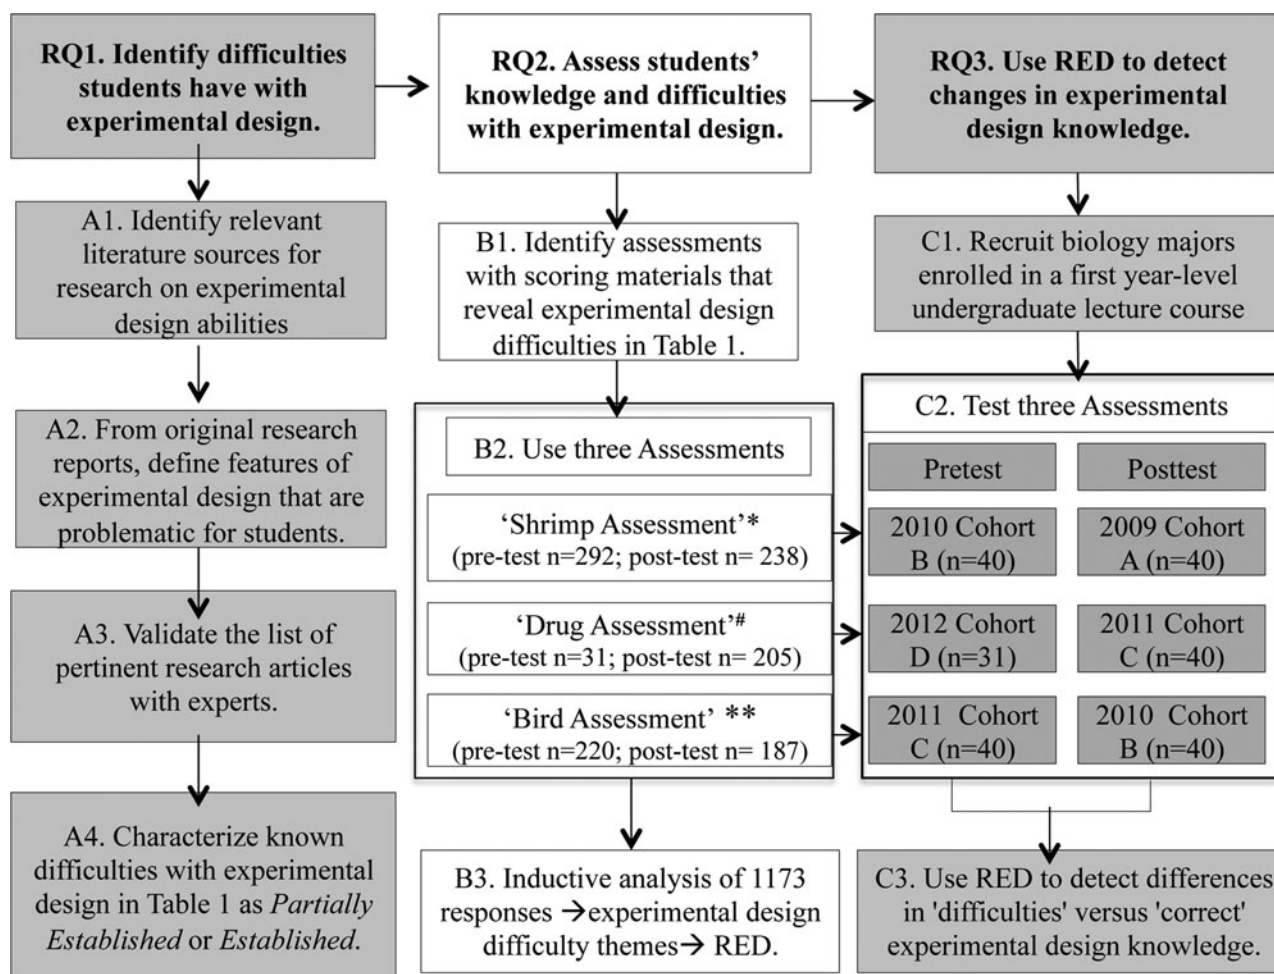 RQ1. Identify difficulties
students have with
experimental design.
A1. Identify relevant
literature sources for
research on experimental
design abilities
A2. From original research
reports, define features of
experimental design that are
problematic for students.
A3. Validate the list of
pertinent research articles
with experts.
A4. Characterize known
difficulties with experimental
design in Table 1 as Partially
Established or Established.
RQ2. Assess students’
knowledge and difficulties
with experimental design.
B1. Identify assessments
with scoring materials that
reveal experimental design
difficulties in Table 1.
B2. Use three Assessments
‘Shrimp Assessment’*
(pre-test n=292; post-test n= 238)
‘Drug Assessment’#
(pre-test n=31; post-test n= 205)
‘Bird Assessment’ **
(pre-test n=220; post-test n= 187)
B3. Inductive analysis of 1173
responses →experimental design
difficulty themes→ RED.
RQ3. Use RED to detect
changes in experimental
design knowledge.
C1. Recruit biology majors
enrolled in a first year-level
undergraduate lecture course
C2. Test three Assessments
Pretest
Posttest
2010 Cohort
B (n=40)
2009 Cohort
A (n=40)
2012 Cohort
D (n=31)
2011 Cohort
C (n=40)
2011 Cohort
C (n=40)
2010 Cohort
B (n=40)
C3. Use RED to detect differences
in 'difficulties' versus 'correct'
experimental design knowledge.